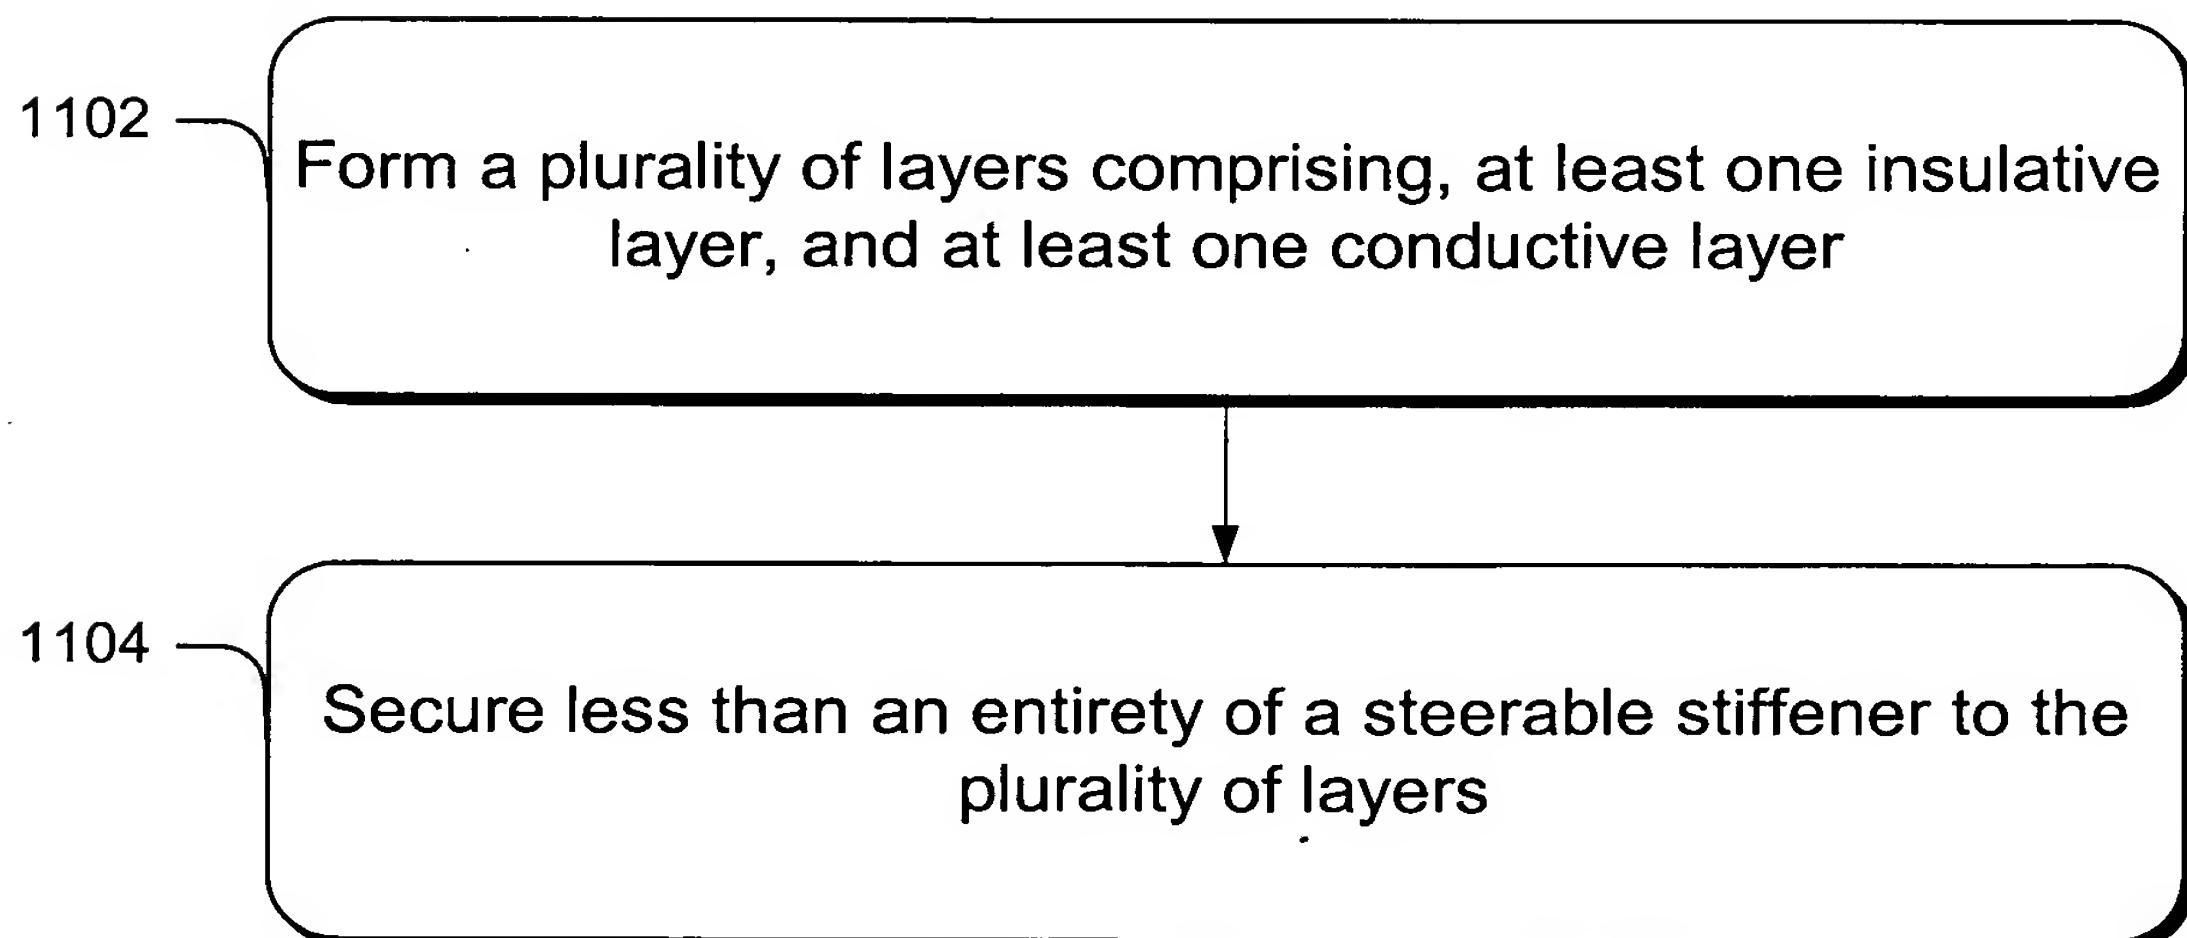 1102
Form a plurality of layers comprising, at least one insulative
layer, and at least one conductive layer
1104
Secure less than an entirety of a steerable stiffener to the
plurality of layers